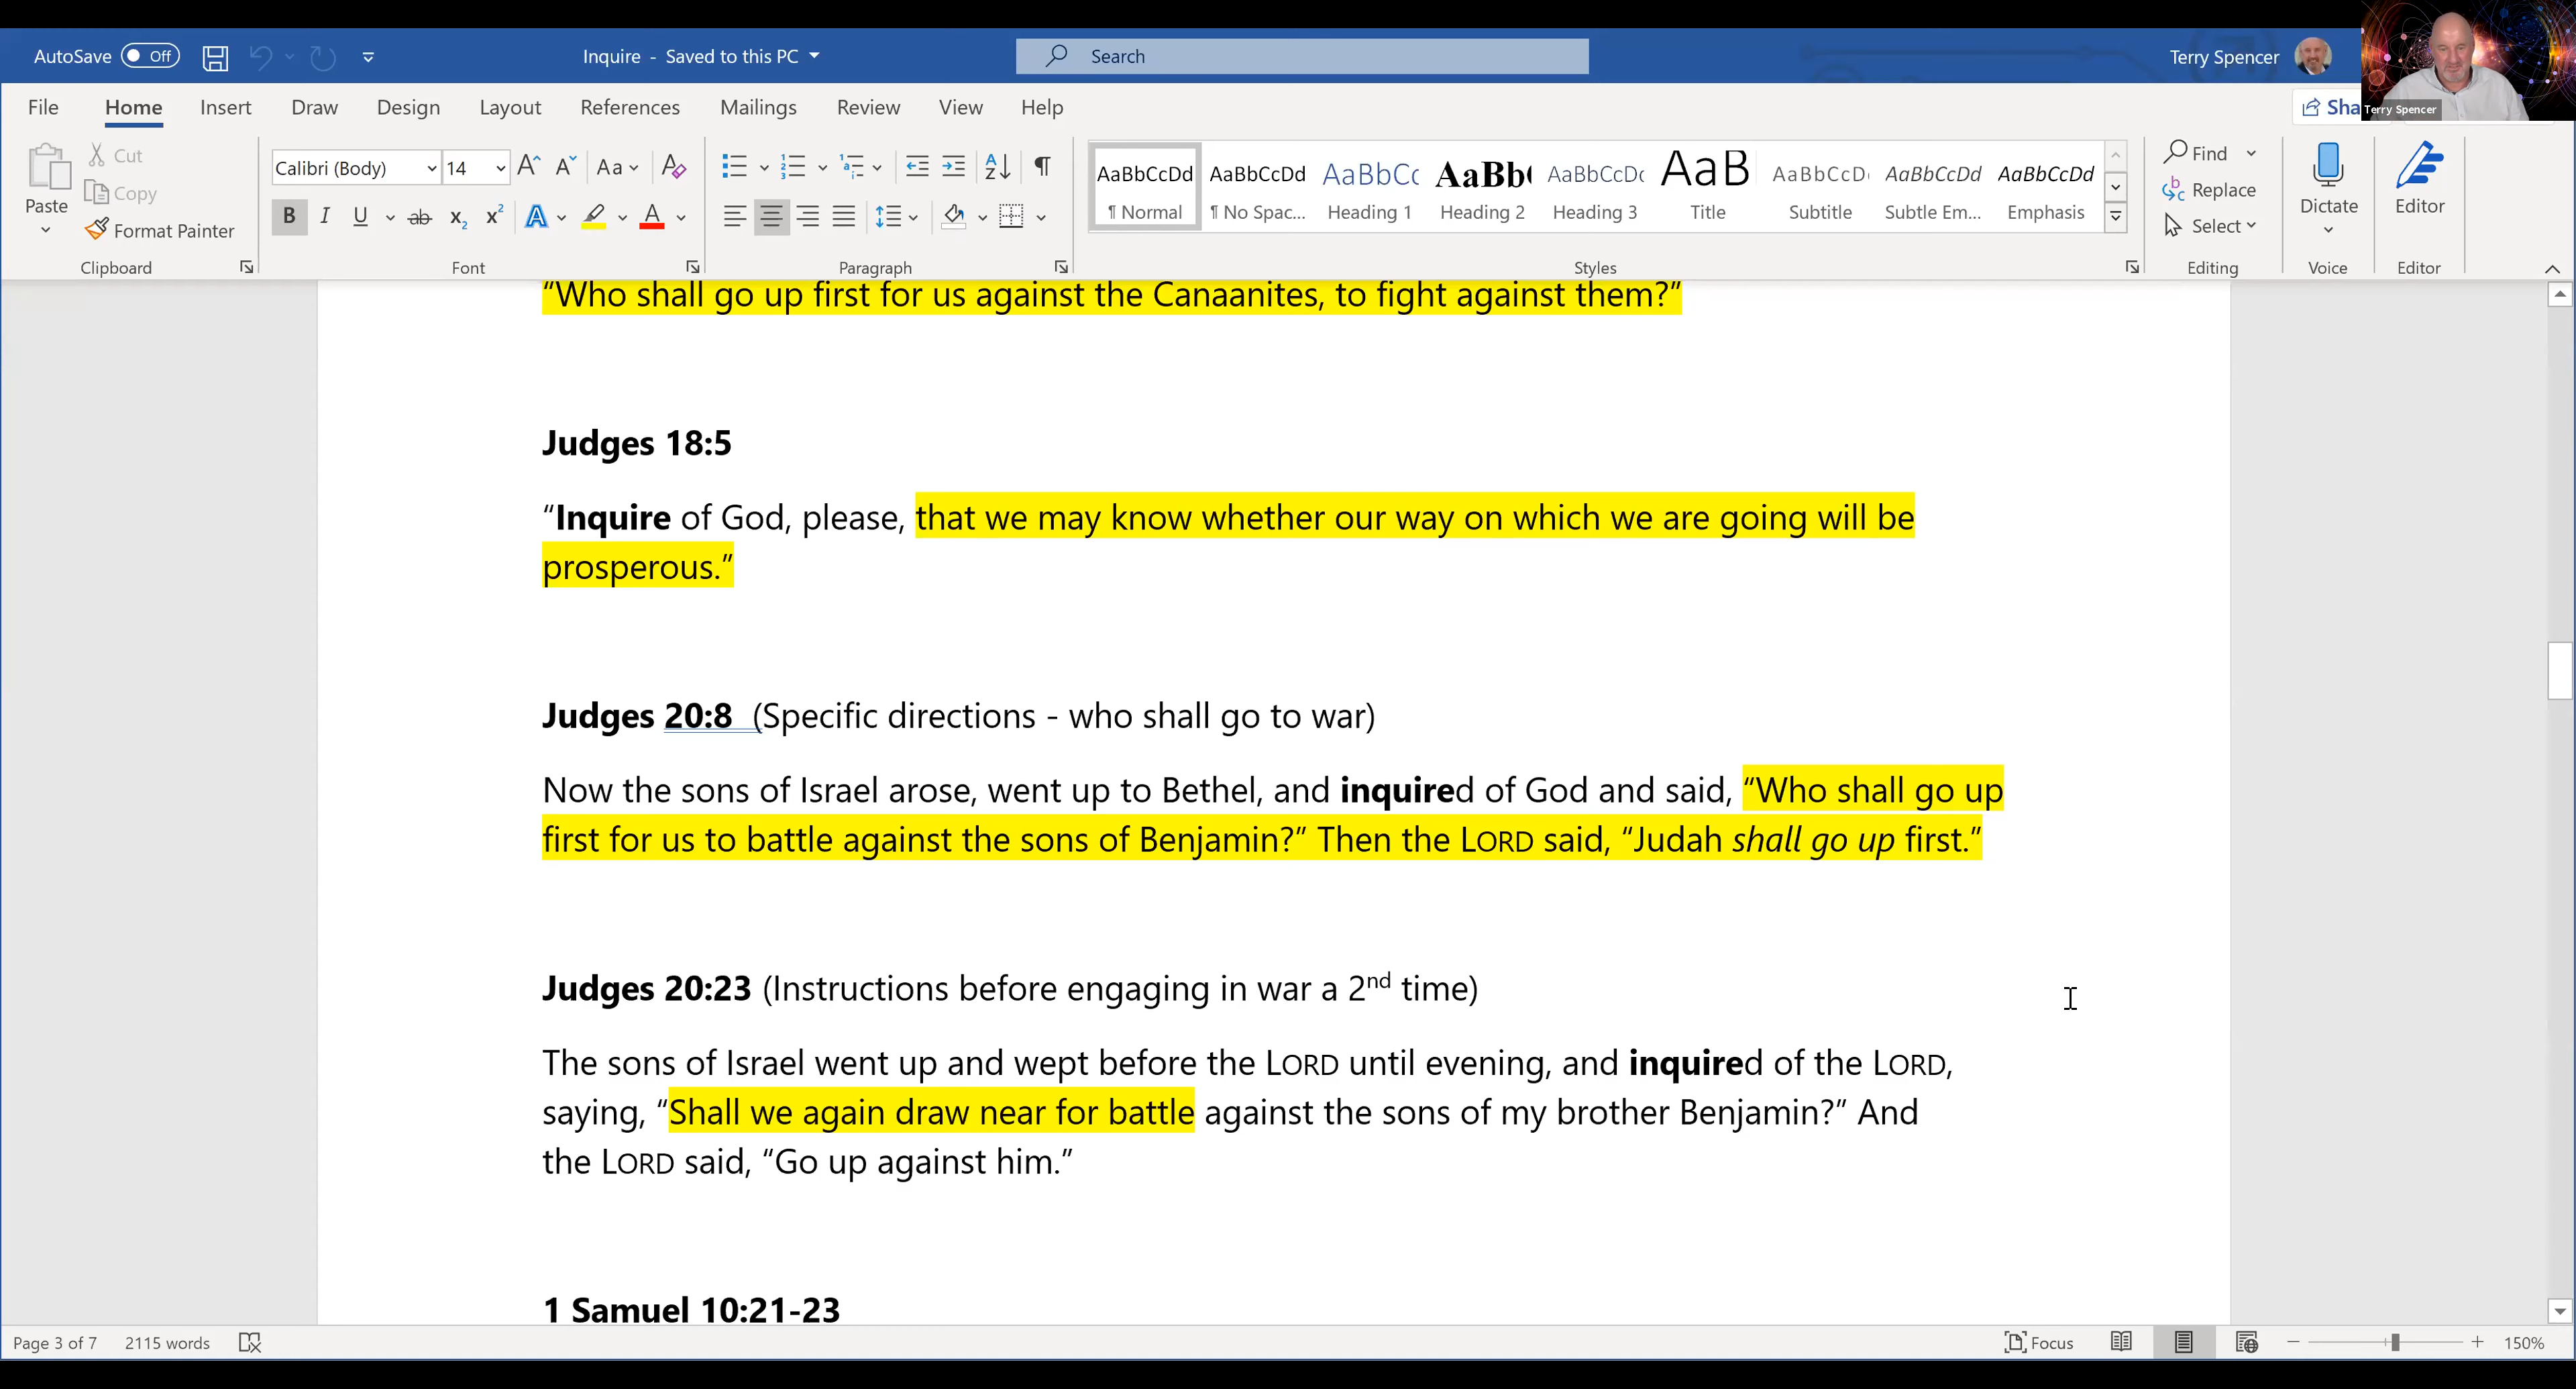 AutoSave Off
Inquire - Saved to this PC
Search
Terry Spencer
Terry Spencer
File Home Insert Draw Design Layout References Mailings Review View Help
Sha
Paste
Cut
Copy
Format Painter
Clipboard
Calibri (Body) 14
Font
Paragraph
AaBbCcDd AaBbCcDd AaBbCc AaBb( AaBbCcDc AaB AaBbCcD AaBbCcDd AaBbCcDd
¶ Normal ¶ No Spac... Heading 1 Heading 2 Heading 3 Title Subtitle Subtle Em... Emphasis
Styles
Find
Replace
Select
Editing
Dictate
Voice
Editor
Editor
“Who shall go up first for us against the Canaanites, to fight against them?”
Judges 18:5
“Inquire of God, please, that we may know whether our way on which we are going will be
prosperous.”
Judges 20:8 (Specific directions - who shall go to war)
Now the sons of Israel arose, went up to Bethel, and inquired of God and said, “Who shall go up
first for us to battle against the sons of Benjamin?” Then the LORD said, “Judah shall go up first.”
Judges 20:23 (Instructions before engaging in war a 2nd time)
The sons of Israel went up and wept before the LORD until evening, and inquired of the LORD,
saying, “Shall we again draw near for battle against the sons of my brother Benjamin?” And
the LORD said, “Go up against him.”
1 Samuel 10:21-23
Page 3 of 7 2115 words
Focus
150%